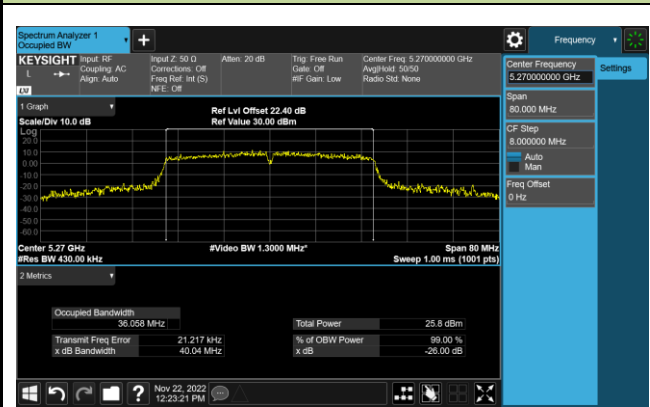 Spectrum Analyzer 1
Occupied BW
Frequency
KEYSIGHT
L
Input: RF
Coupling: AC
Align: Auto
Input Z: 50 Ω
Corrections: Off
Freq Ref: Int (S)
NFE: Off
Atten: 20 dB
Trig: Free Run
Gate: Off
#IF Gain: Low
Center Freq: 5.270000000 GHz
Avg|Hold: 50/50
Radio Std: None
Center Frequency
5.270000000 GHz
Settings
Span
80.000 MHz
CF Step
8.000000 MHz
Auto
Man
Freq Offset
0 Hz
1 Graph
Scale/Div 10.0 dB
Ref Lvl Offset 22.40 dB
Ref Value 30.00 dBm
Log
20.0
10.0
0.00
-10.0
-20.0
-30.0
-40.0
-50.0
-60.0
Center 5.27 GHz
#Res BW 430.00 kHz
#Video BW 1.3000 MHz*
Span 80 MHz
Sweep 1.00 ms (1001 pts)
2 Metrics
Occupied Bandwidth
36.058 MHz
Total Power 25.8 dBm
Transmit Freq Error 21.217 kHz
% of OBW Power 99.00 %
x dB Bandwidth 40.04 MHz
x dB -26.00 dB
?
Nov 22, 2022
12:23:21 PM